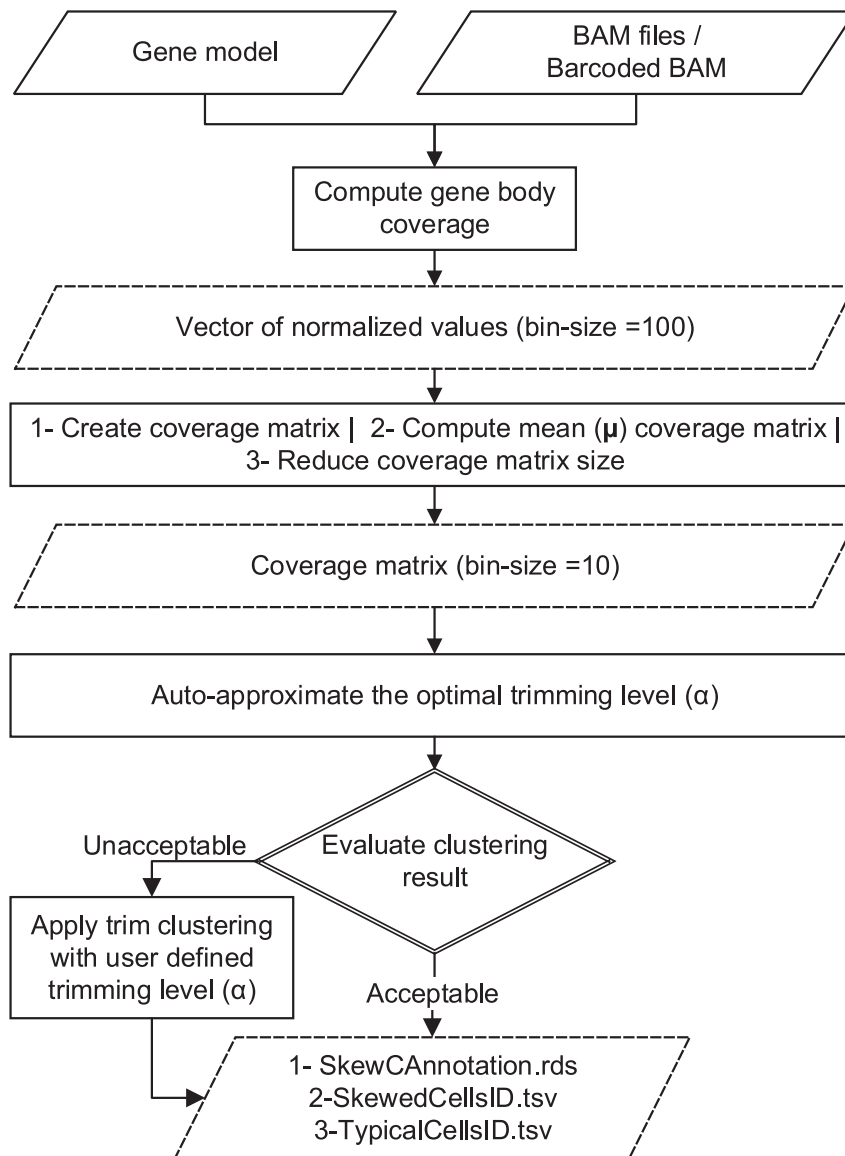 Gene model
BAM files /
Barcoded BAM
Compute gene body
coverage
Vector of normalized values (bin-size =100)
1- Create coverage matrix | 2- Compute mean (μ) coverage matrix |
3- Reduce coverage matrix size
Coverage matrix (bin-size =10)
Auto-approximate the optimal trimming level (α)
Evaluate clustering
result
Unacceptable
Apply trim clustering
with user defined
trimming level (α)
Acceptable
1- SkewCAnnotation.rds
2-SkewedCellsID.tsv
3-TypicalCellsID.tsv